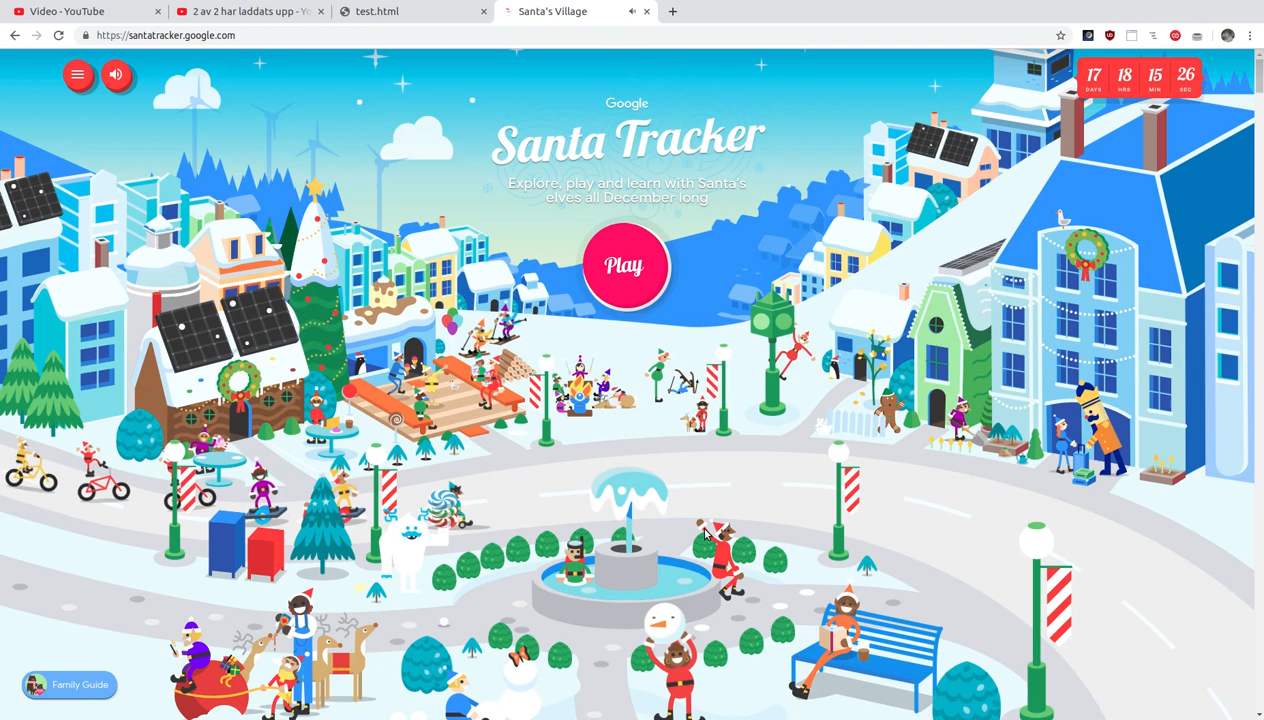 Video - YouTube
2 av 2 har laddats upp - Yo
test.html
Santa's Village
https://santatracker.google.com
17 18 15 26
DAYS HRS MIN SEC
Google
Santa Tracker
Explore, play and learn with Santa's
elves all December long
Play
Family Guide